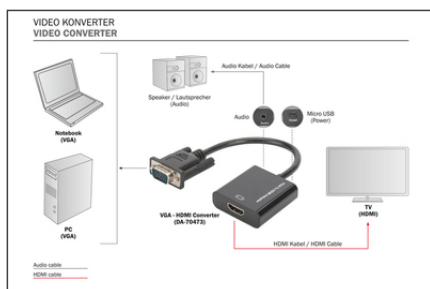 VIDEO KONVERTER
VIDEO CONVERTER
Audio Kabel / Audio Cable
Speaker / Lautsprecher
(Audio)
Audio
Micro USB
(Power)
Notebook
(VGA)
PC
(VGA)
VGA - HDMI Converter
(DA-70473)
TV
(HDMI)
HDMI Kabel / HDMI Cable
Audio cable
HDMI cable